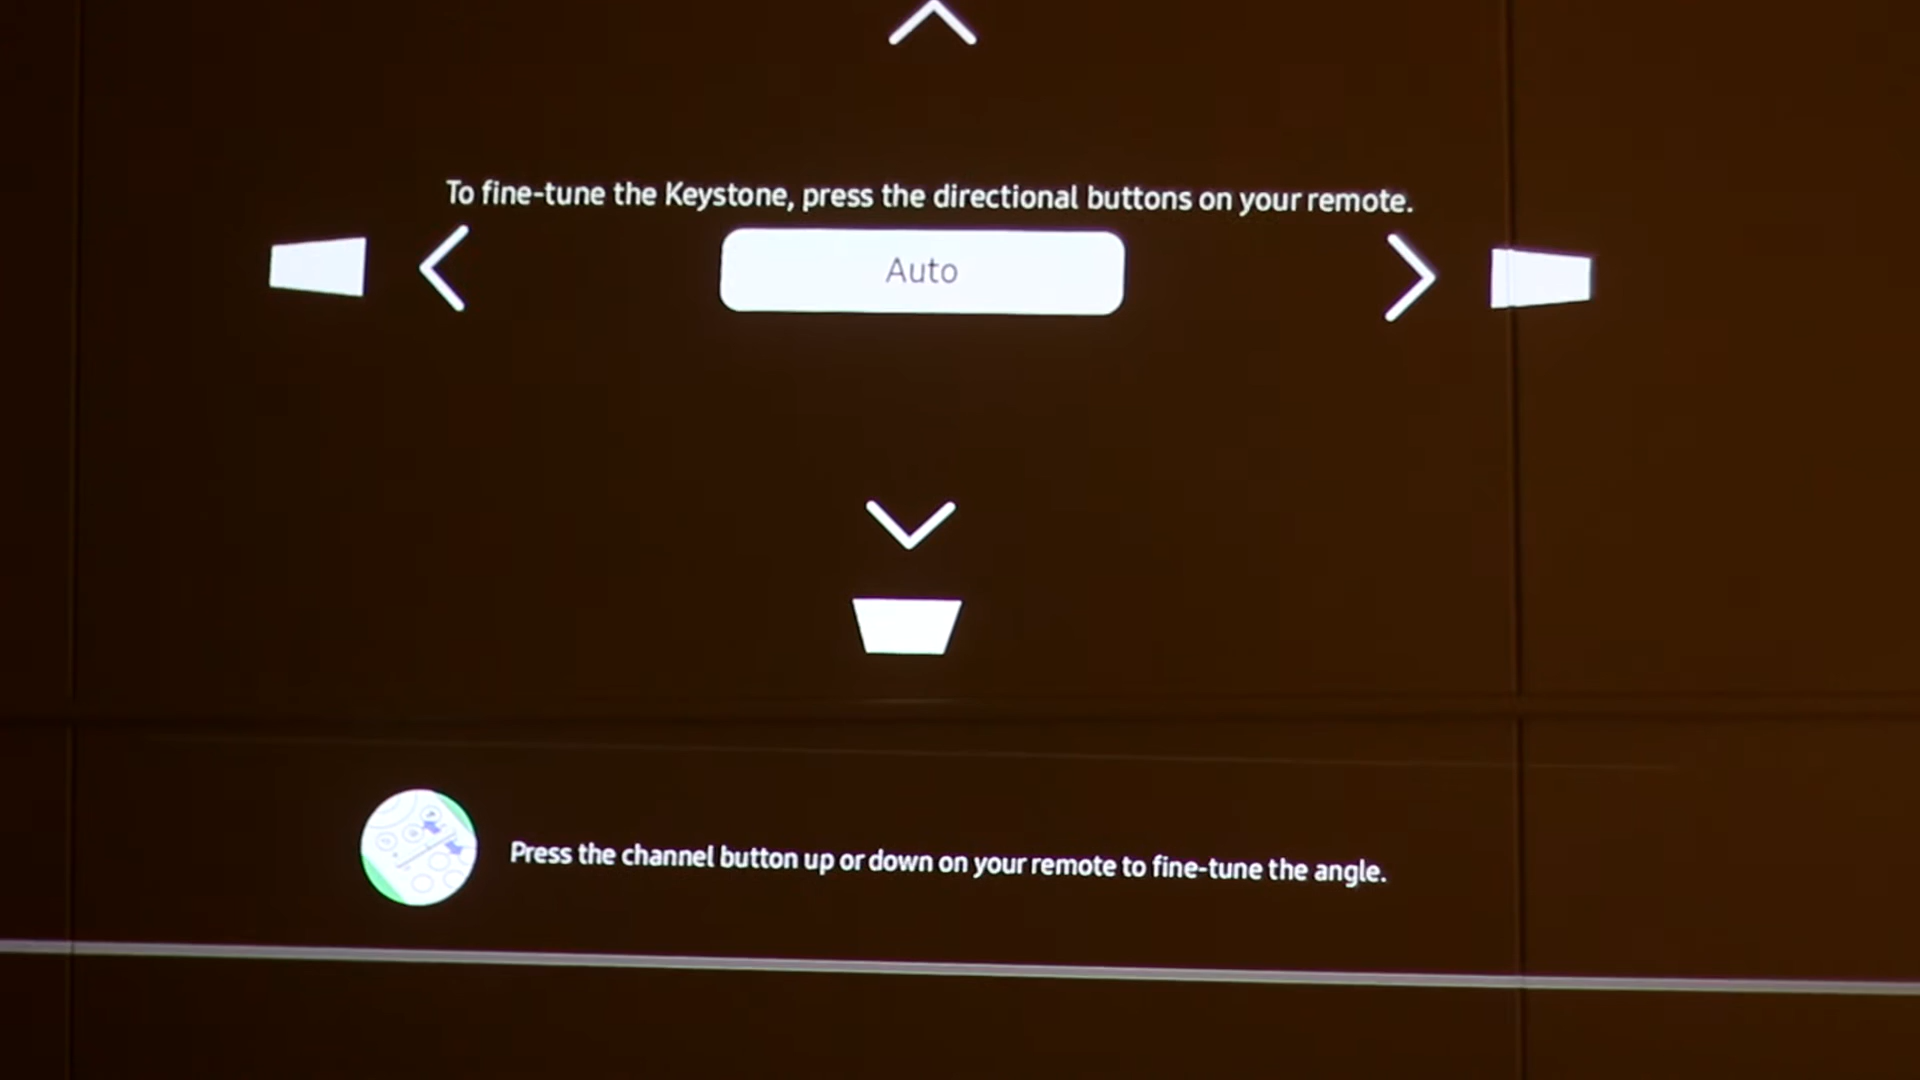 To fine-tune the Keystone, press the directional buttons on your remote.
Auto
Press the channel button up or down on your remote to fine-tune the angle.